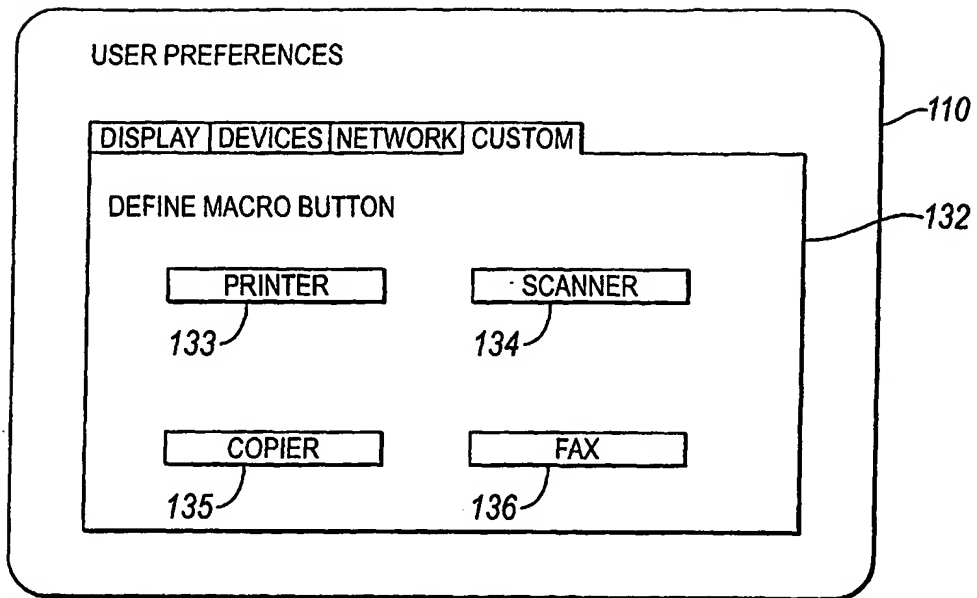 USER PREFERENCES
110
DISPLAY DEVICES NETWORK CUSTOM
132
DEFINE MACRO BUTTON
PRINTER SCANNER
133 134
COPIER FAX
135 136